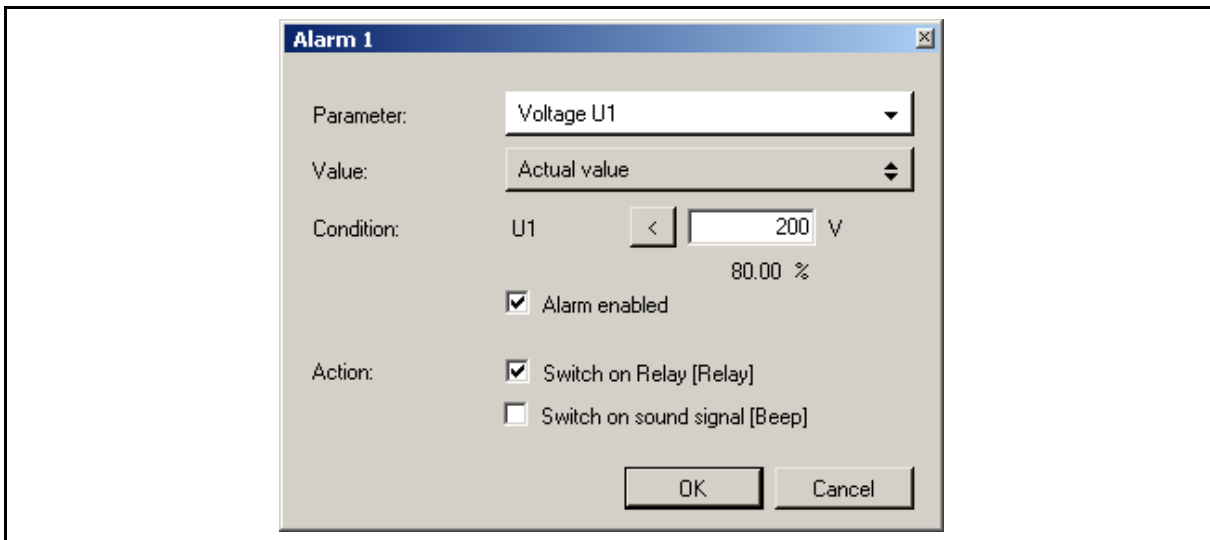 Alarm 1
Parameter: Voltage U1
Value: Actual value
Condition: U1 < 200 V
80.00 %
Alarm enabled
Action: Switch on Relay [Relay]
Switch on sound signal [Beep]
OK Cancel